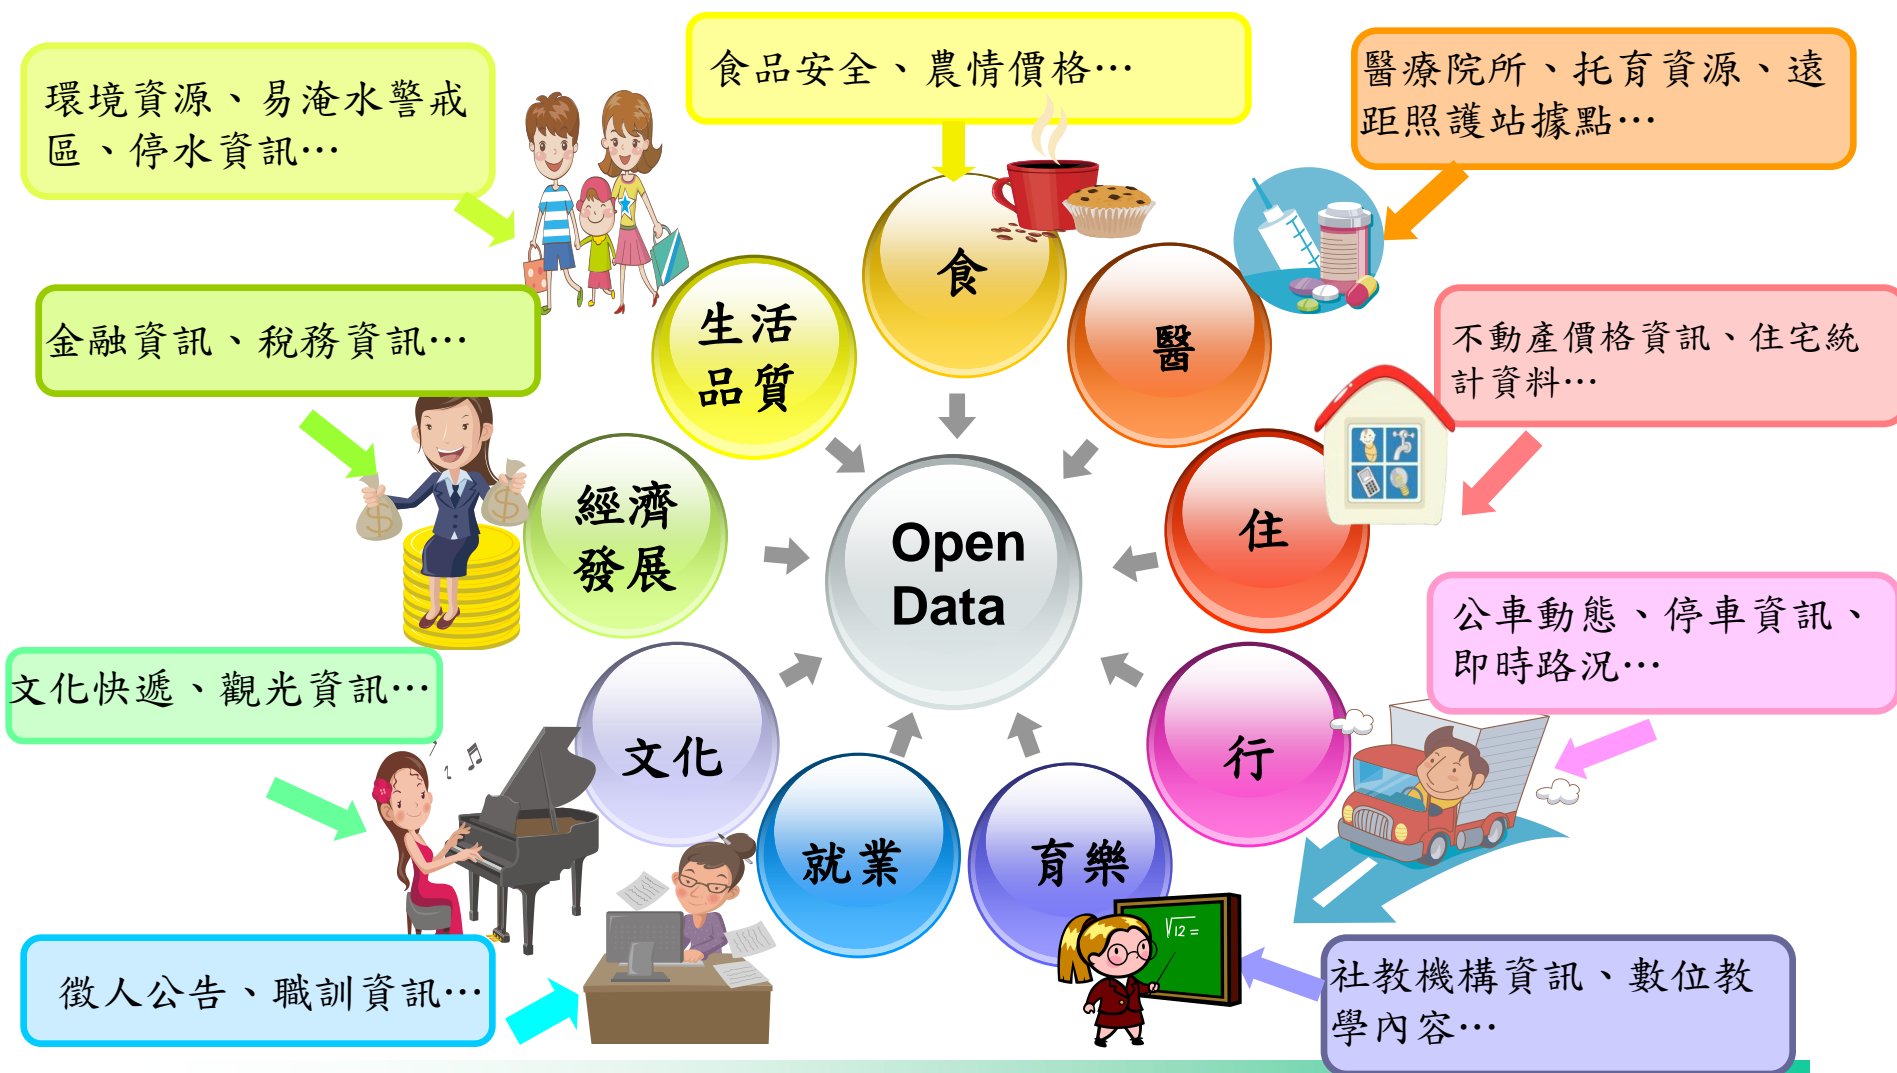 食品安全、農情價格…
環境資源、易淹水警戒
區、停水資訊…
醫療院所、托育資源、遠
距照護站據點…
食
生活
品質
醫
金融資訊、稅務資訊…
不動產價格資訊、住宅統
計資料…
經濟
發展
Open
Data
住
公車動態、停車資訊、
即時路況…
文化快遞、觀光資訊…
文化
行
就業
育樂
√12 =
徵人公告、職訓資訊…
社教機構資訊、數位教
學內容…